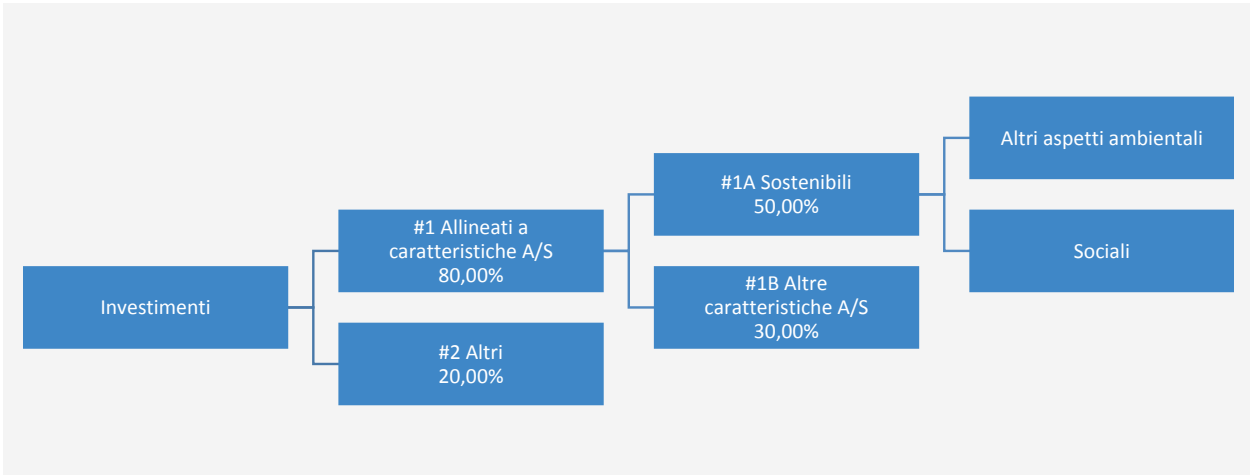 Investimenti
#1 Allineati a
caratteristiche A/S
80,00%
#2 Altri
20,00%
#1A Sostenibili
50,00%
#1B Altre
caratteristiche A/S
30,00%
Altri aspetti ambientali
Sociali